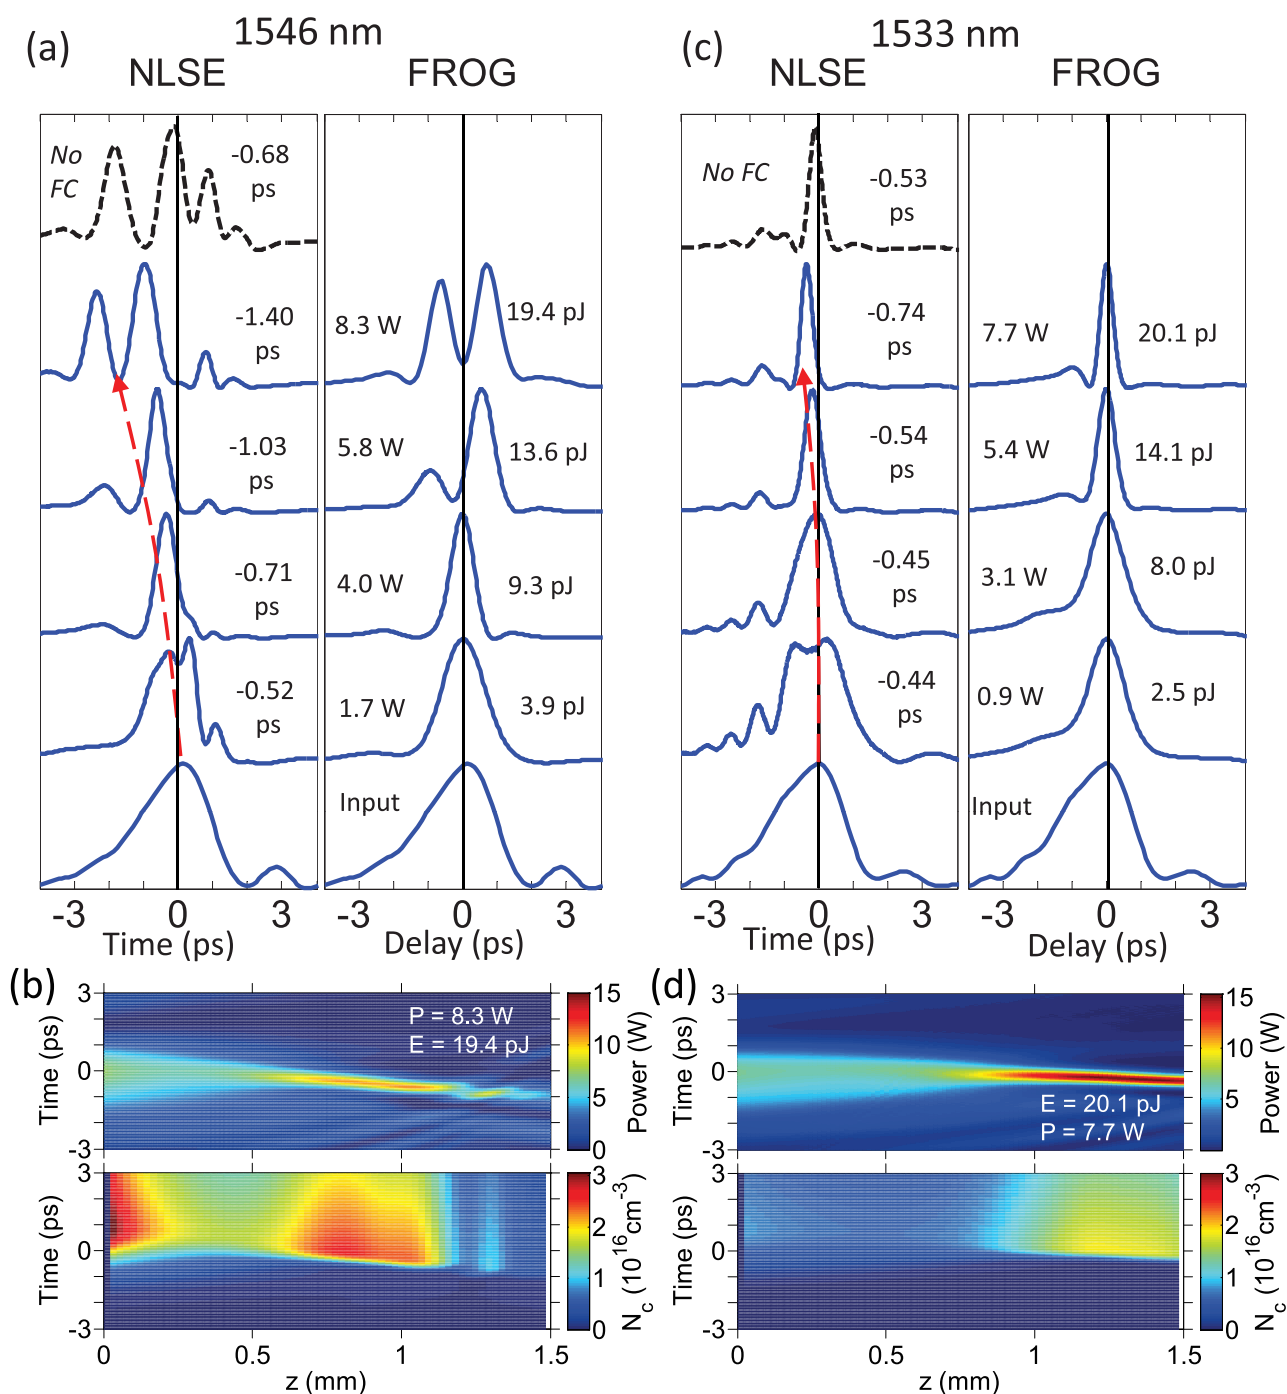 (a)
1546 nm
NLSE
FROG
No
FC
-0.68
ps
-1.40
ps
-1.03
ps
-0.71
ps
-0.52
ps
8.3 W
19.4 pJ
5.8 W
13.6 pJ
4.0 W
9.3 pJ
1.7 W
3.9 pJ
Input
-3
0
3
Time (ps)
-3
0
3
Delay (ps)
(c)
1533 nm
NLSE
FROG
No FC
-0.53
ps
-0.74
ps
-0.54
ps
-0.45
ps
-0.44
ps
7.7 W
20.1 pJ
5.4 W
14.1 pJ
3.1 W
8.0 pJ
0.9 W
2.5 pJ
Input
-3
0
3
Time (ps)
-3
0
3
Delay (ps)
(b)
3
0
-3
Time (ps)
P = 8.3 W
E = 19.4 pJ
15
10
5
0
Power (W)
3
0
-3
Time (ps)
3
2
1
0
N_c (10^16 cm^-3)
0
0.5
1
1.5
z (mm)
(d)
3
0
-3
Time (ps)
E = 20.1 pJ
P = 7.7 W
15
10
5
0
Power (W)
3
0
-3
Time (ps)
3
2
1
0
N_c (10^16 cm^-3)
0
0.5
1
1.5
z (mm)